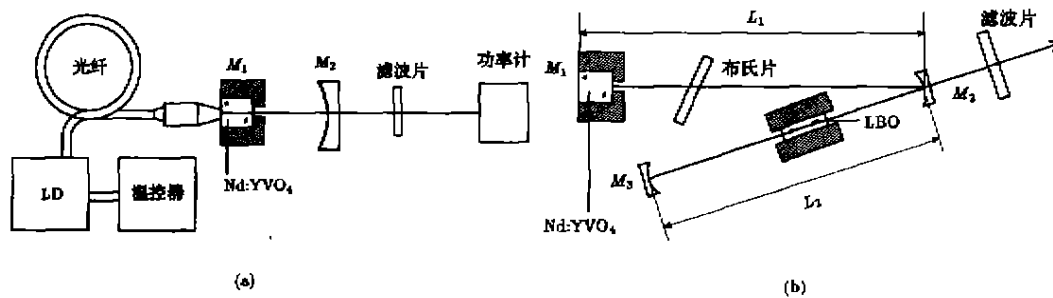 光纤
M₁
M₂
滤波片
功率计
LD
温控器
Nd:YVO₄
(a)
L₁
M₁
布氏片
滤波片
M₂
LBO
M₃
L₂
Nd:YVO₄
(b)